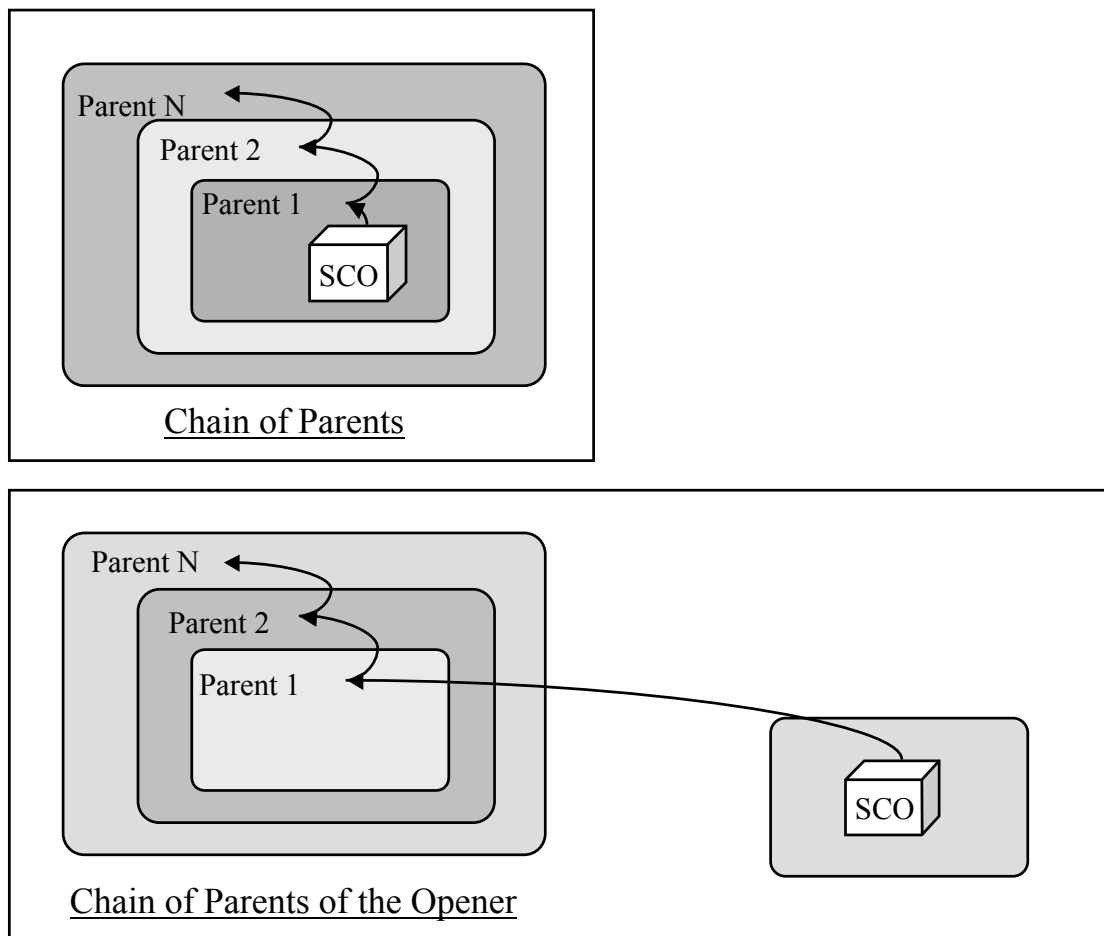 Parent N
Parent 2
Parent 1
SCO
Chain of Parents
Parent N
Parent 2
Parent 1
SCO
Chain of Parents of the Opener